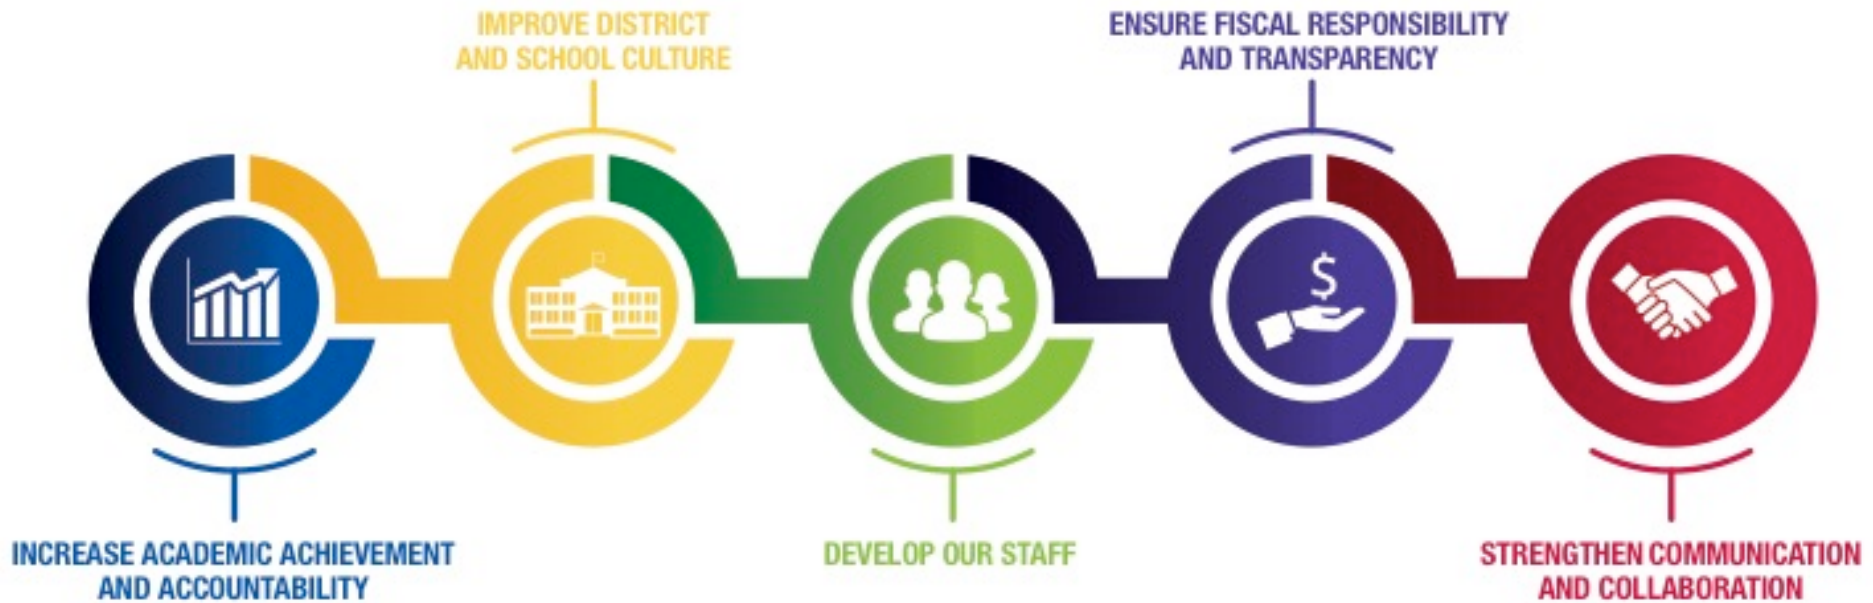 IMPROVE DISTRICT
AND SCHOOL CULTURE
ENSURE FISCAL RESPONSIBILITY
AND TRANSPARENCY
$
INCREASE ACADEMIC ACHIEVEMENT
AND ACCOUNTABILITY
DEVELOP OUR STAFF
STRENGTHEN COMMUNICATION
AND COLLABORATION